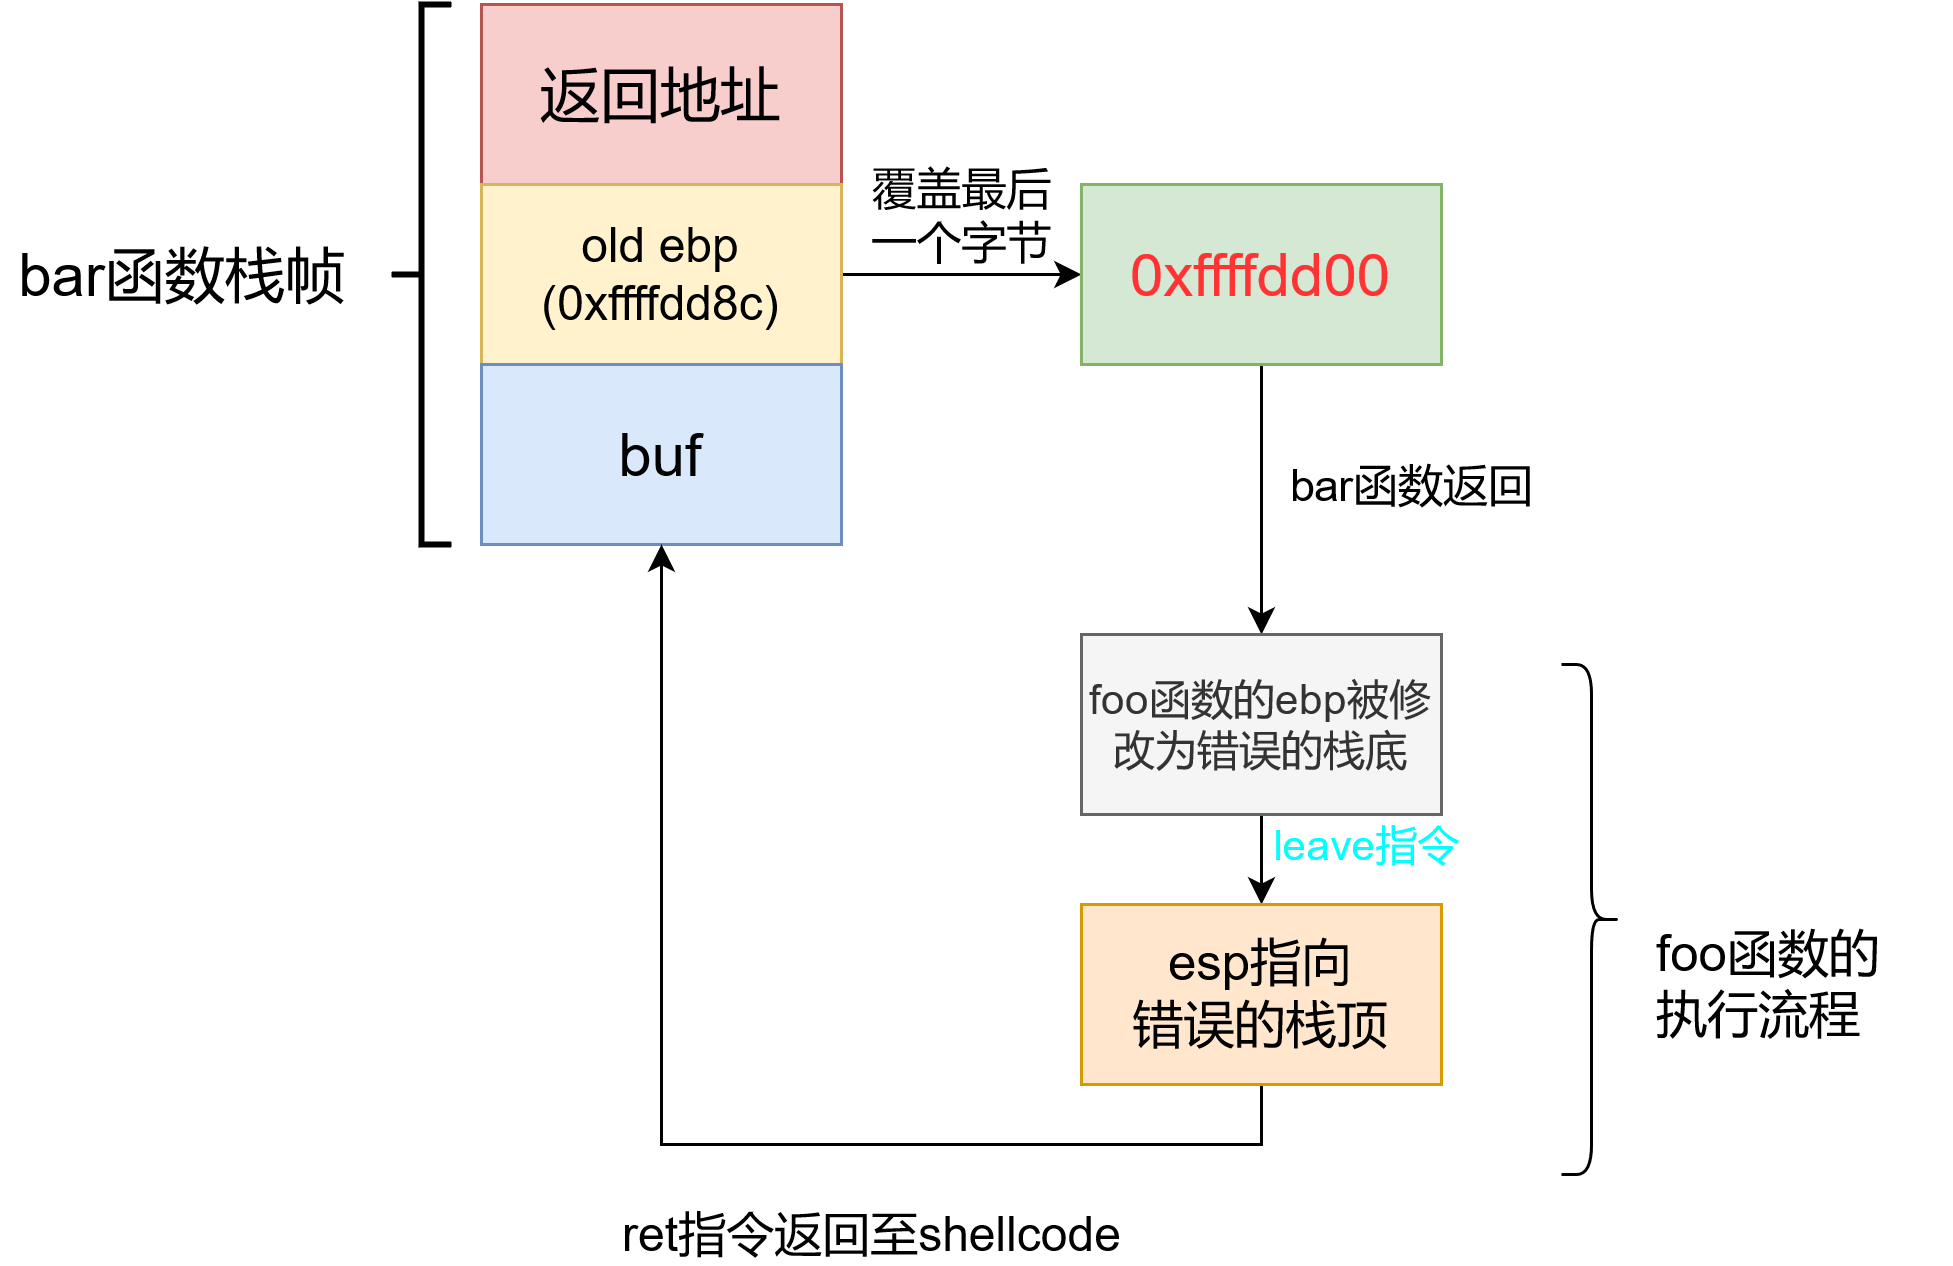 返回地址
bar函数栈帧
old ebp
(0xffffdd8c)
覆盖最后
一个字节
0xffffdd00
buf
bar函数返回
foo函数的ebp被修
改为错误的栈底
leave指令
esp指向
错误的栈顶
foo函数的
执行流程
ret指令返回至shellcode